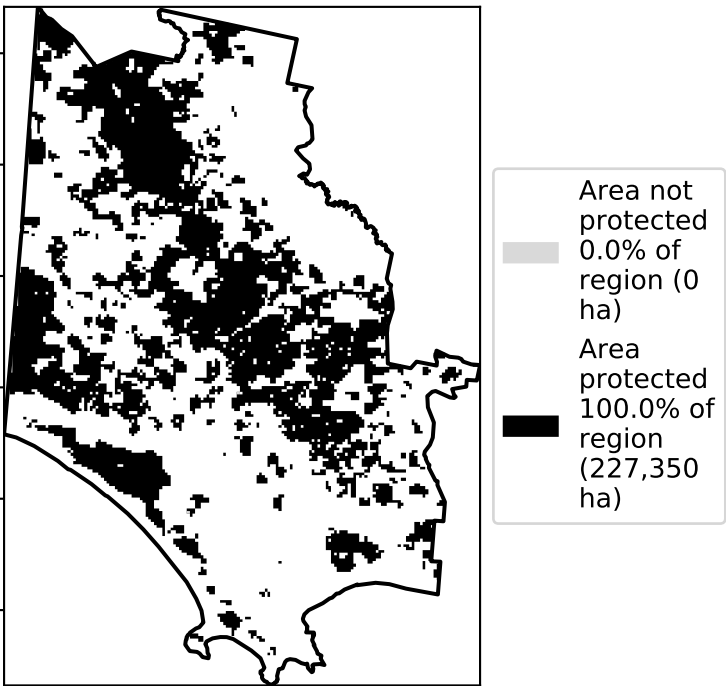 Area not
protected
0.0% of
region (0
ha)
Area
protected
100.0% of
region
(227,350
ha)